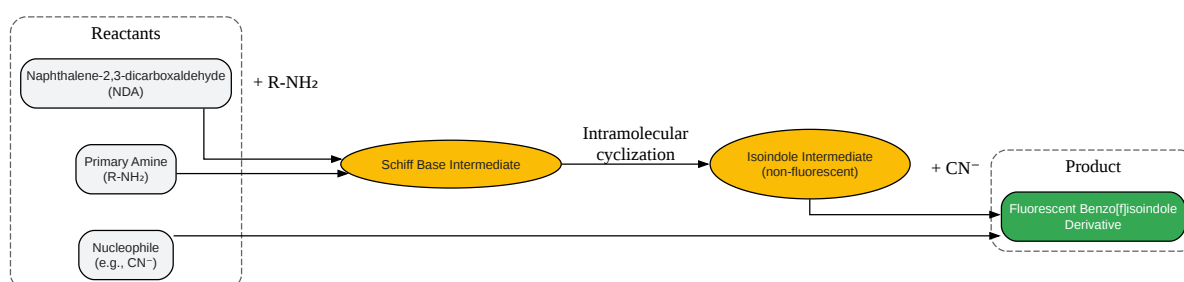 Reactants
Naphthalene-2,3-dicarboxaldehyde
(NDA)
+ R-NH₂
Primary Amine
(R-NH₂)
Nucleophile
(e.g., CN⁻)
Schiff Base Intermediate
Intramolecular
cyclization
Isoindole Intermediate
(non-fluorescent)
+ CN⁻
Product
Fluorescent Benzo[f]isoindole
Derivative